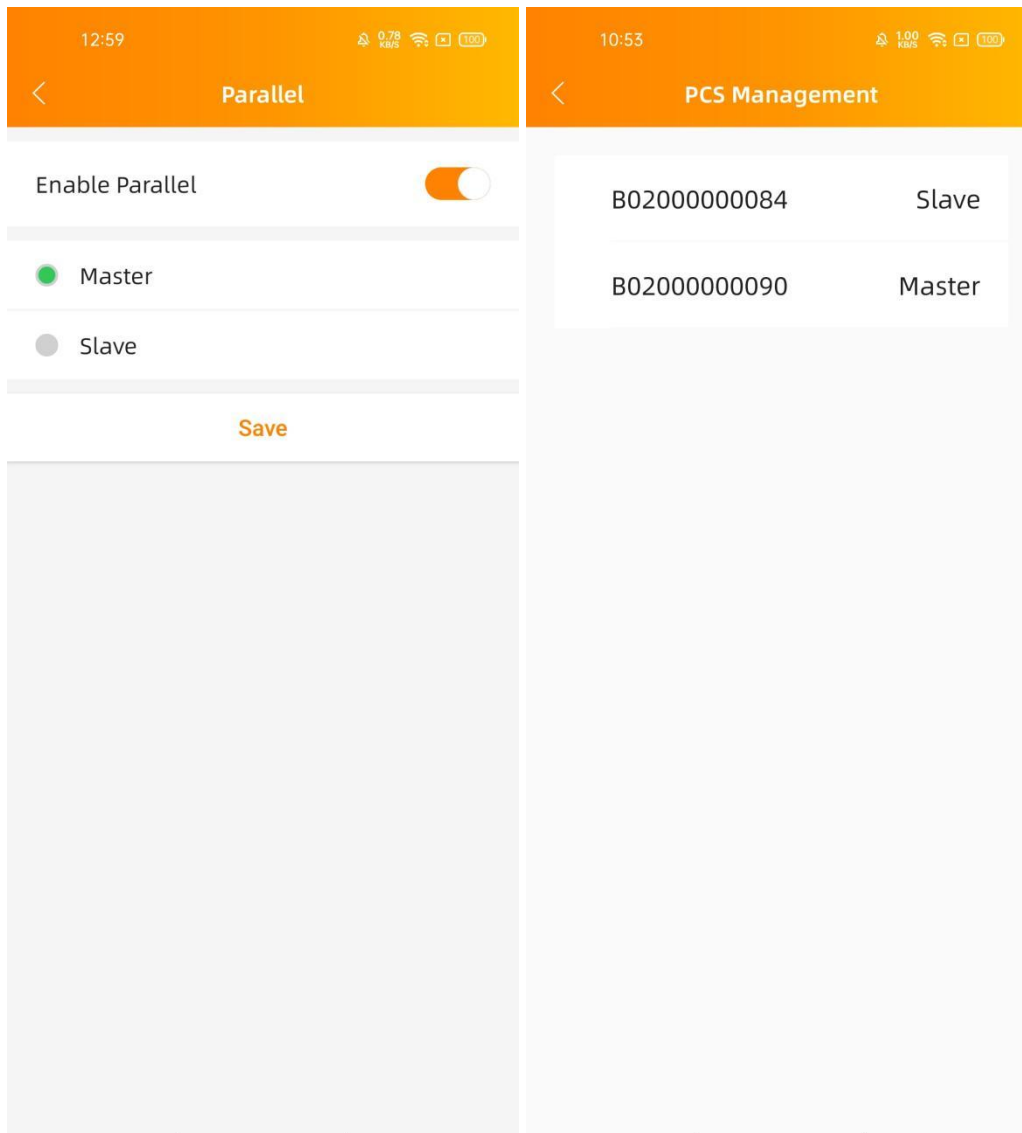 12:59
0.78 KB/S
100
Parallel
Enable Parallel
Master
Slave
Save
10:53
1.00 KB/S
100
PCS Management
B02000000084 Slave
B02000000090 Master